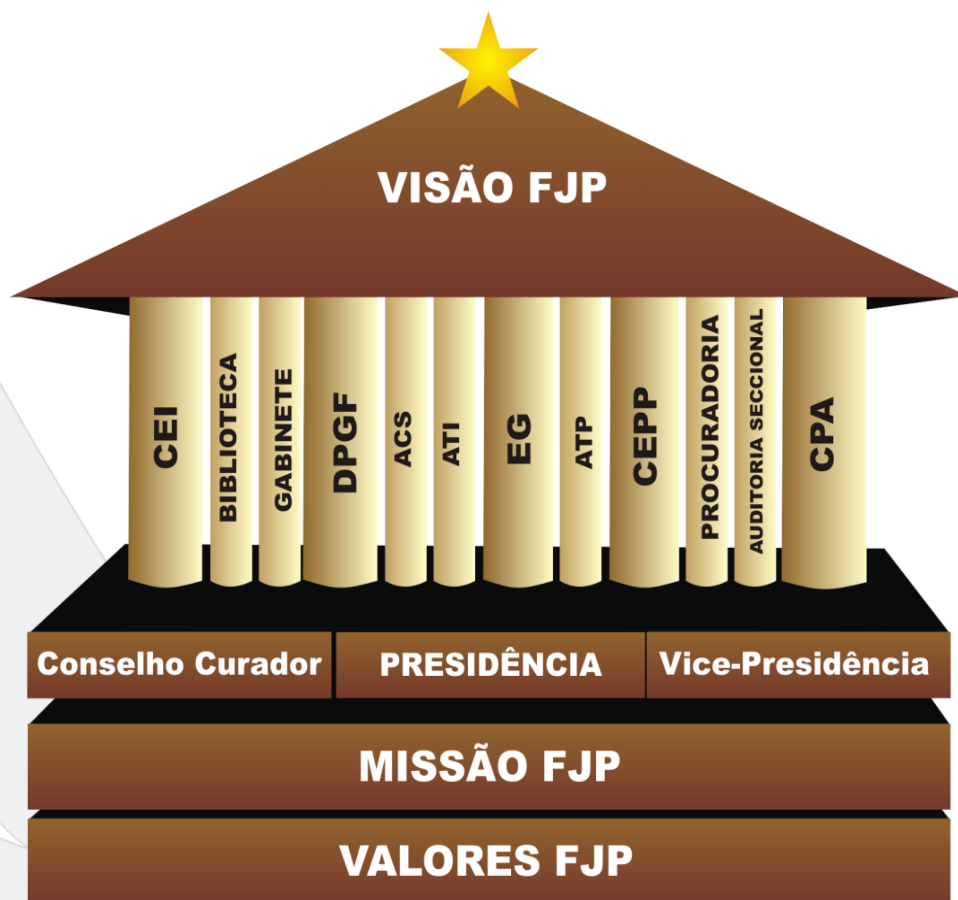 VISÃO FJP
CEI
BIBLIOTECA
GABINETE
DPGF
ACS
ATI
EG
ATP
CEPP
PROCURADORIA
AUDITORIA SECCIONAL
CPA
Conselho Curador
PRESIDÊNCIA
Vice-Presidência
MISSÃO FJP
VALORES FJP